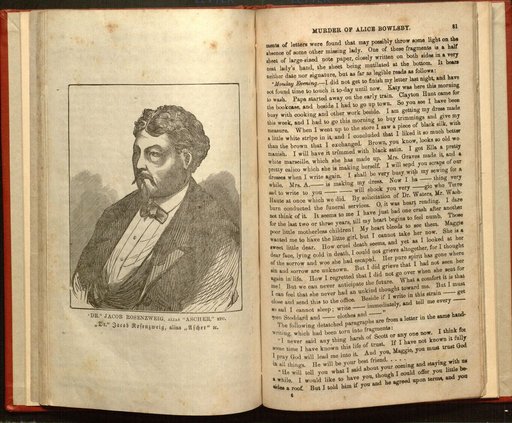 "DR." JACOB ROSENZWEIG, ALIAS "ASCHER," ETC.
„Dr." Jacob Rosenzweig, alias „Ascher" ꝛc.
MURDER OF ALICE BOWLSBY. 81
ments of letters were found that may possibly throw some light on the
absence of some other missing lady. One of these fragments is a half
sheet of large-sized note paper, closely written on both sides in a very
neat lady's hand, the sheet being mutilated at the bottom. It bears
neither date nor signature, but as far as legible reads as follows:
"Monday Evening.—I did not get to finish my letter last night, and have
not found time to touch it to-day until now. Katy was here this morning
to wash. Papa started away on the early train. Clayton Hunt came for
the bookcase, and beside I had to go up town. So you see I have been
busy with cooking and other work beside. I am getting my dress made
this week, and I had to go this morning to buy trimmings and give my
measure. When I went up to the store I saw a piece of black silk, with
a little white stripe in it, and I concluded that I liked it so much better
than the brown that I exchanged. Brown, you know, looks so old wo-
manish. I will have it trimmed with black satin. I got Ella a pretty
white marseille, which she has made up. Mrs. Graves made it, and a
pretty calico which she is making herself. I will send you scraps of our
dresses when I write again. I shall be very busy with my sewing for a
while. Mrs. A—— is making my dress. Now I ha—— thing very
sad to write to you —— will shock you very —— who Terre
Haute at once which we did. By solicitation of Dr. Waters, Mr. Wash-
burn conducted the funeral services. O, it was heart rending. I dare
not think of it. It seems to me I have just had one crush after another
for the last two or three years, till my heart begins to feel numb. Those
poor little motherless children! My heart bleeds to see them. Maggie
wanted me to have the little girl, but I cannot take her now. She is a
sweet little dear. How cruel death seems, and yet as I looked at her
dear face, lying cold in death, I could not grieve altogether, for I thought
of the sorrow and woe she had escaped. Her pure spirit has gone where
sin and sorrow are unknown. But I did grieve that I had not seen her
again in life. How I regretted that I did not go over when she sent for
me! But we can never anticipate the future. What a comfort it is that
I can feel that she never had an unkind thought toward me. But I must
close and send this to the office. Beside if I write in this strain —— get
so sad I cannot sleep; write —— immediately, and tell me every ——
Stoddard and —— clothes and ——
The following detached paragraphs are from a letter in the same hand-
writing, which had been torn into fragments:
"I never said any thing harsh of Scott or any one now. I think for
some time I have known this life of trust. If I have not known it fully
I pray God will lead me into it. And you, Maggie, you must trust God
in all things. He will be your best friend. . . . .
"He will tell you what I said about your coming and staying with us
a while. I would like to have you, though I could offer you little be-
sides a roof. But I told him if you and he agreed upon terms, and you